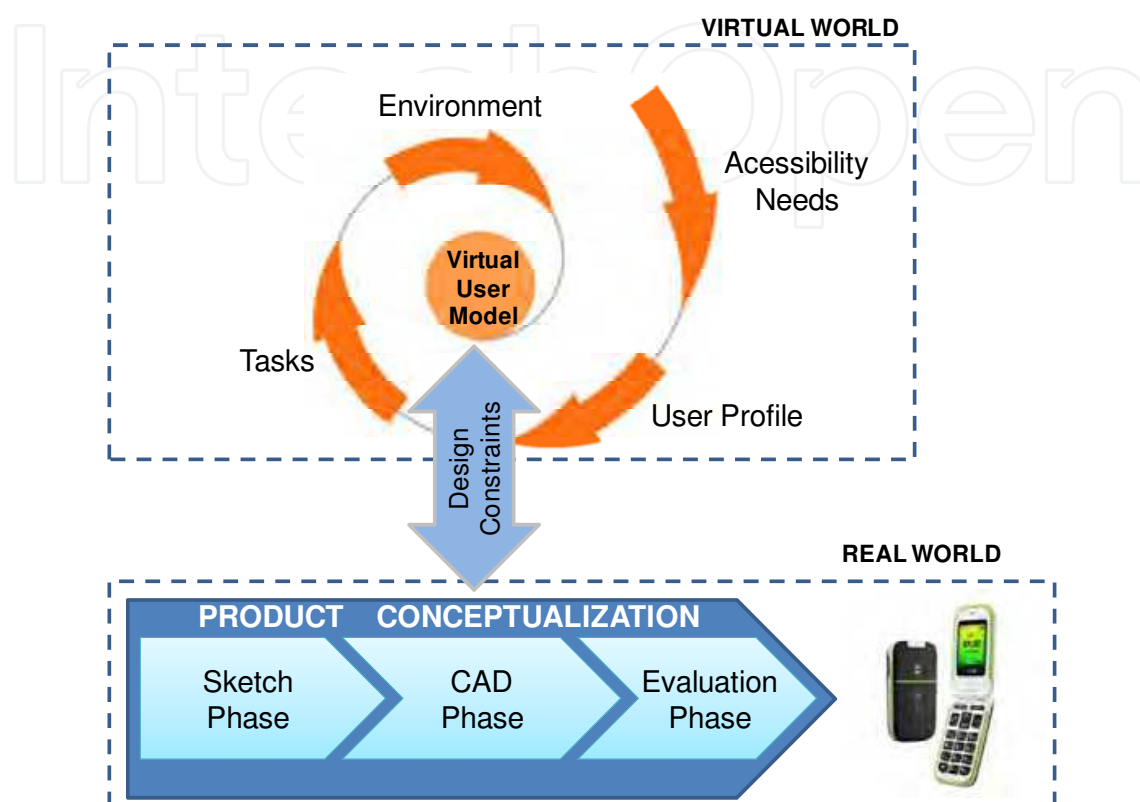 VIRTUAL WORLD
IntechOpen
Environment
Acessibility
Needs
Virtual
User
Model
Tasks
User Profile
Design
Constraints
REAL WORLD
PRODUCT CONCEPTUALIZATION
Sketch
Phase
CAD
Phase
Evaluation
Phase